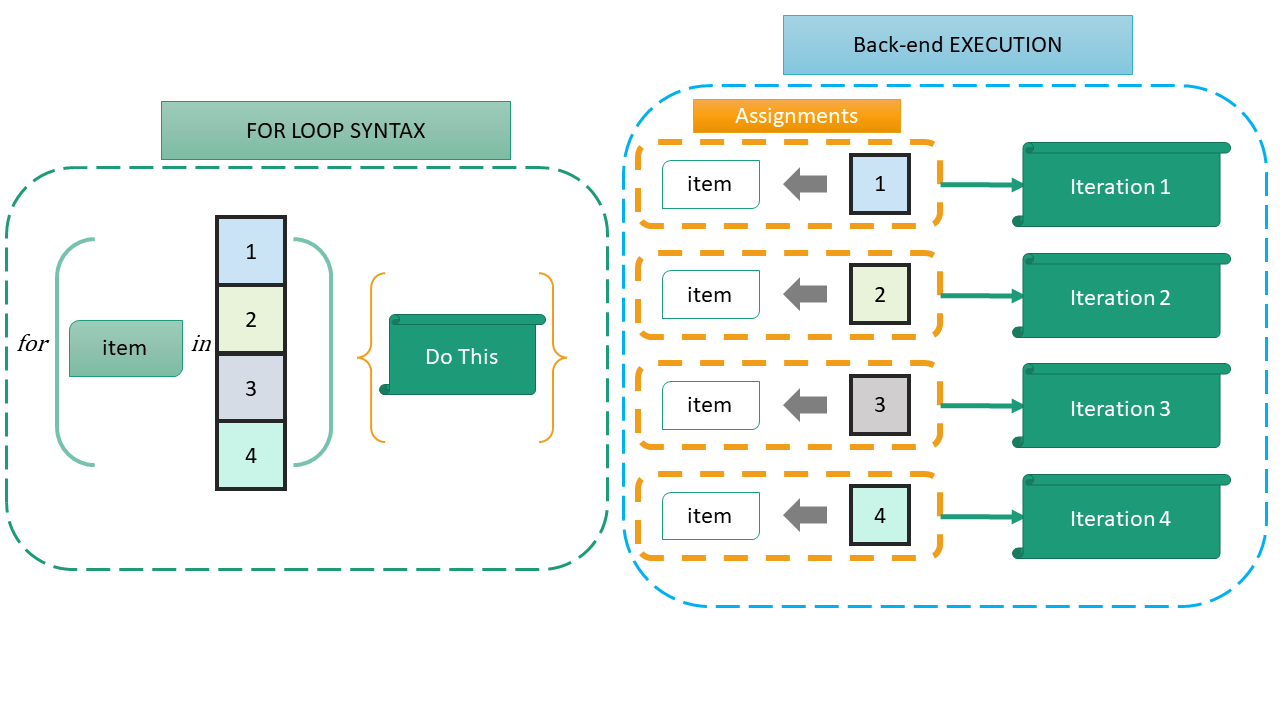 Back-end EXECUTION
FOR LOOP SYNTAX
for
item
in
1
2
3
4
Do This
Assignments
item
1
Iteration 1
item
2
Iteration 2
item
3
Iteration 3
item
4
Iteration 4